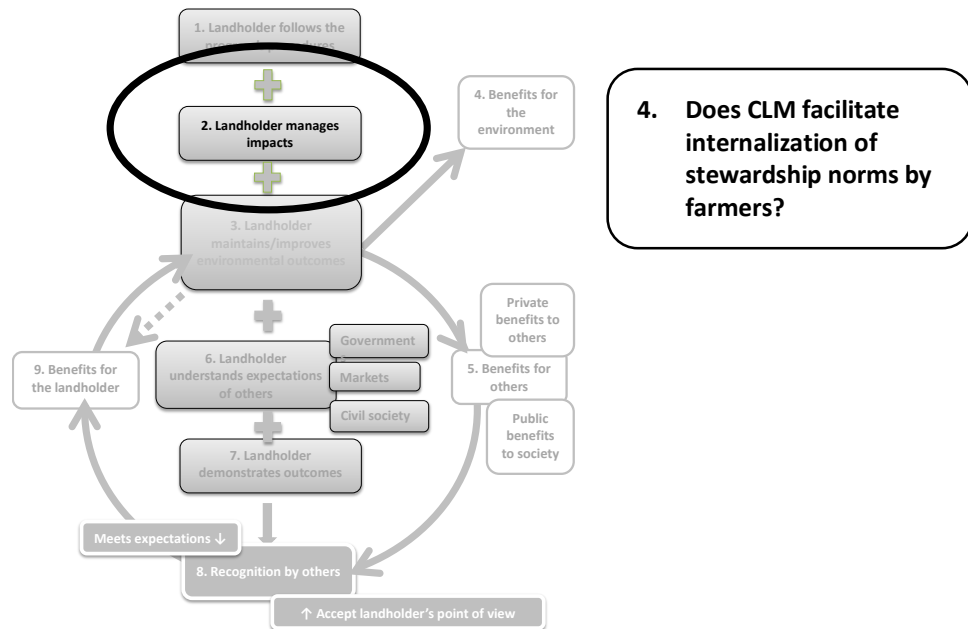 1. Landholder follows the
procedures
2. Landholder manages
impacts
3. Landholder
maintains/improves
environmental outcomes
4. Benefits for
the
environment
4. Does CLM facilitate
internalization of
stewardship norms by
farmers?
Private
benefits to
others
5. Benefits for
others
Public
benefits
to society
Government
Markets
Civil society
6. Landholder
understands expectations
of others
7. Landholder
demonstrates outcomes
9. Benefits for
the landholder
Meets expectations ↓
8. Recognition by others
↑ Accept landholder's point of view